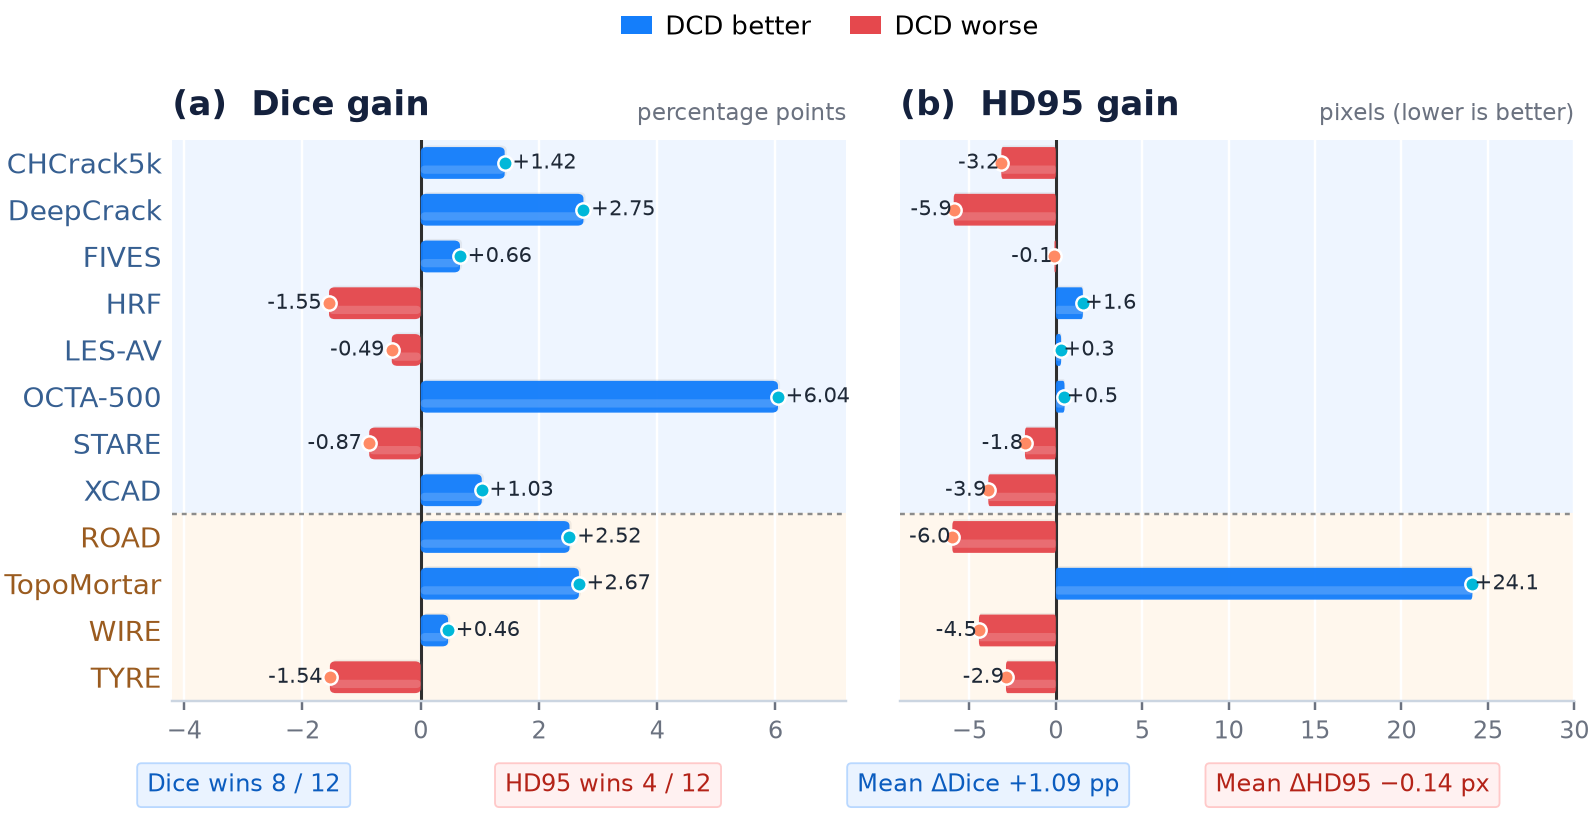 DCD better DCD worse
(a) Dice gain percentage points
(b) HD95 gain pixels (lower is better)
CHCrack5k +1.42 -3.2
DeepCrack +2.75 -5.9
FIVES +0.66 -0.1
HRF -1.55 +1.6
LES-AV -0.49 +0.3
OCTA-500 +6.04 +0.5
STARE -0.87 -1.8
XCAD +1.03 -3.9
ROAD +2.52 -6.0
TopoMortar +2.67 +24.1
WIRE +0.46 -4.5
TYRE -1.54 -2.9
−4 −2 0 2 4 6
−5 0 5 10 15 20 25 30
Dice wins 8 / 12 HD95 wins 4 / 12 Mean ΔDice +1.09 pp Mean ΔHD95 −0.14 px